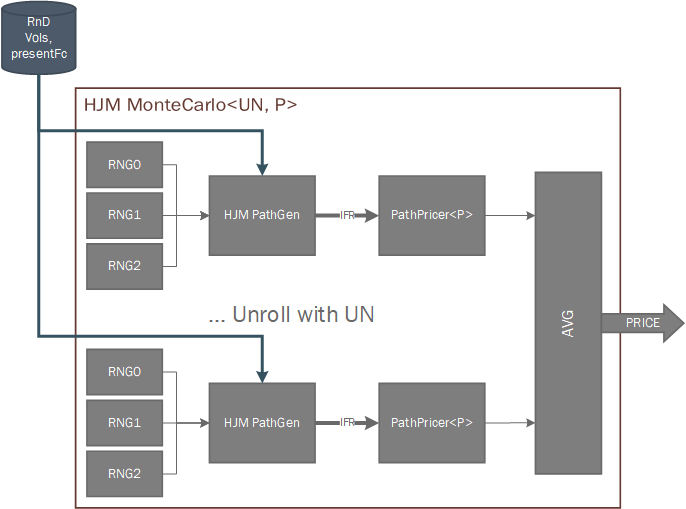 RnD
Vols,
presentFc
HJM MonteCarlo<UN, P>
RNG0
RNG1
RNG2
HJM PathGen
IFR
PathPricer<P>
... Unroll with UN
AVG
PRICE
RNG0
RNG1
RNG2
HJM PathGen
IFR
PathPricer<P>